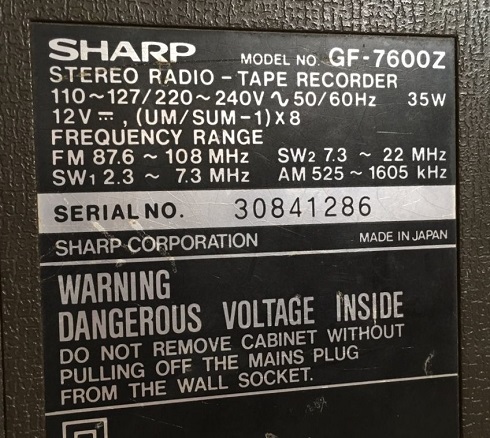 SHARP MODEL NO. GF-7600Z
STEREO RADIO-TAPE RECORDER
110~127/220~240V ∿ 50/60Hz 35W
12V ⎓, (UM/SUM-1)X8
FREQUENCY RANGE
FM 87.6 ~ 108 MHz SW2 7.3 ~ 22 MHz
SW1 2.3 ~ 7.3 MHz AM 525 ~ 1605 kHz
SERIAL NO. 30841286
SHARP CORPORATION MADE IN JAPAN
WARNING
DANGEROUS VOLTAGE INSIDE
DO NOT REMOVE CABINET WITHOUT
PULLING OFF THE MAINS PLUG
FROM THE WALL SOCKET.